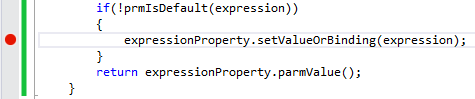 if(!prmIsDefault(expression))
{
expressionProperty.setValueOrBinding(expression);
}
return expressionProperty.parmValue();
}